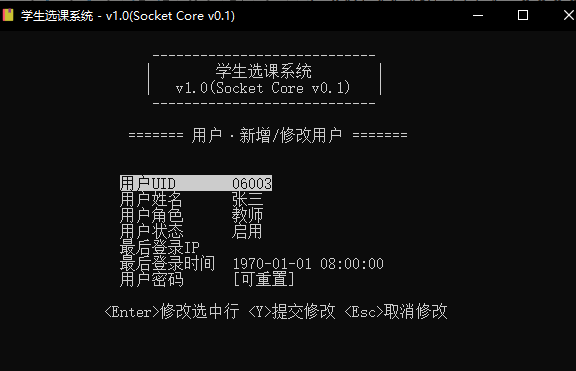 学生选课系统 - v1.0(Socket Core v0.1)
学生选课系统
v1.0(Socket Core v0.1)
======= 用户·新增/修改用户 =======
用户UID 06003
用户姓名 张三
用户角色 教师
用户状态 启用
最后登录IP
最后登录时间 1970-01-01 08:00:00
用户密码 [可重置]
<Enter>修改选中行 <Y>提交修改 <Esc>取消修改